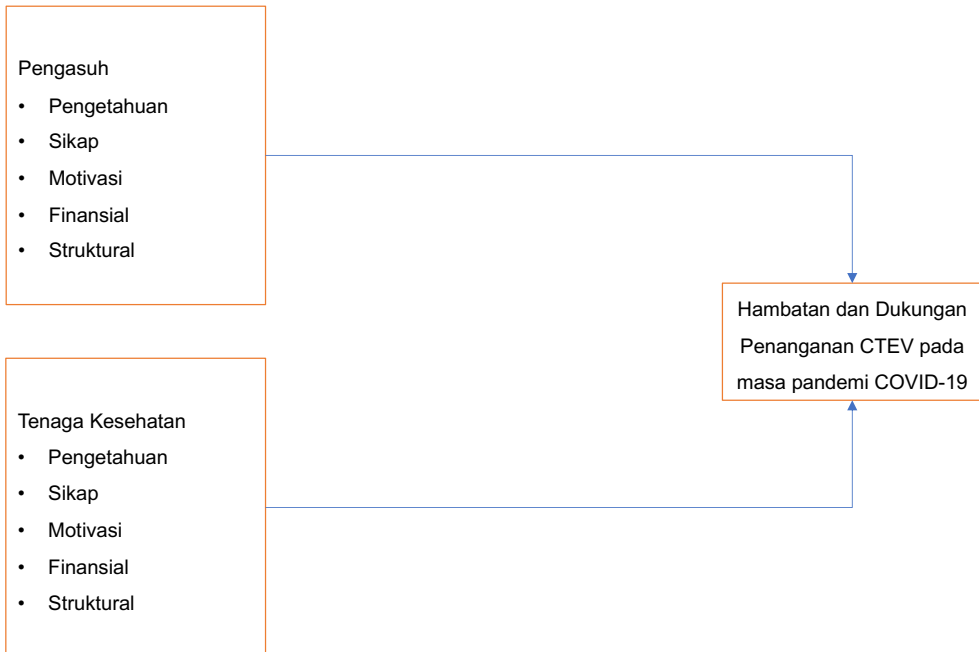 Pengasuh
• Pengetahuan
• Sikap
• Motivasi
• Finansial
• Struktural
Hambatan dan Dukungan
Penanganan CTEV pada
masa pandemi COVID-19
Tenaga Kesehatan
• Pengetahuan
• Sikap
• Motivasi
• Finansial
• Struktural